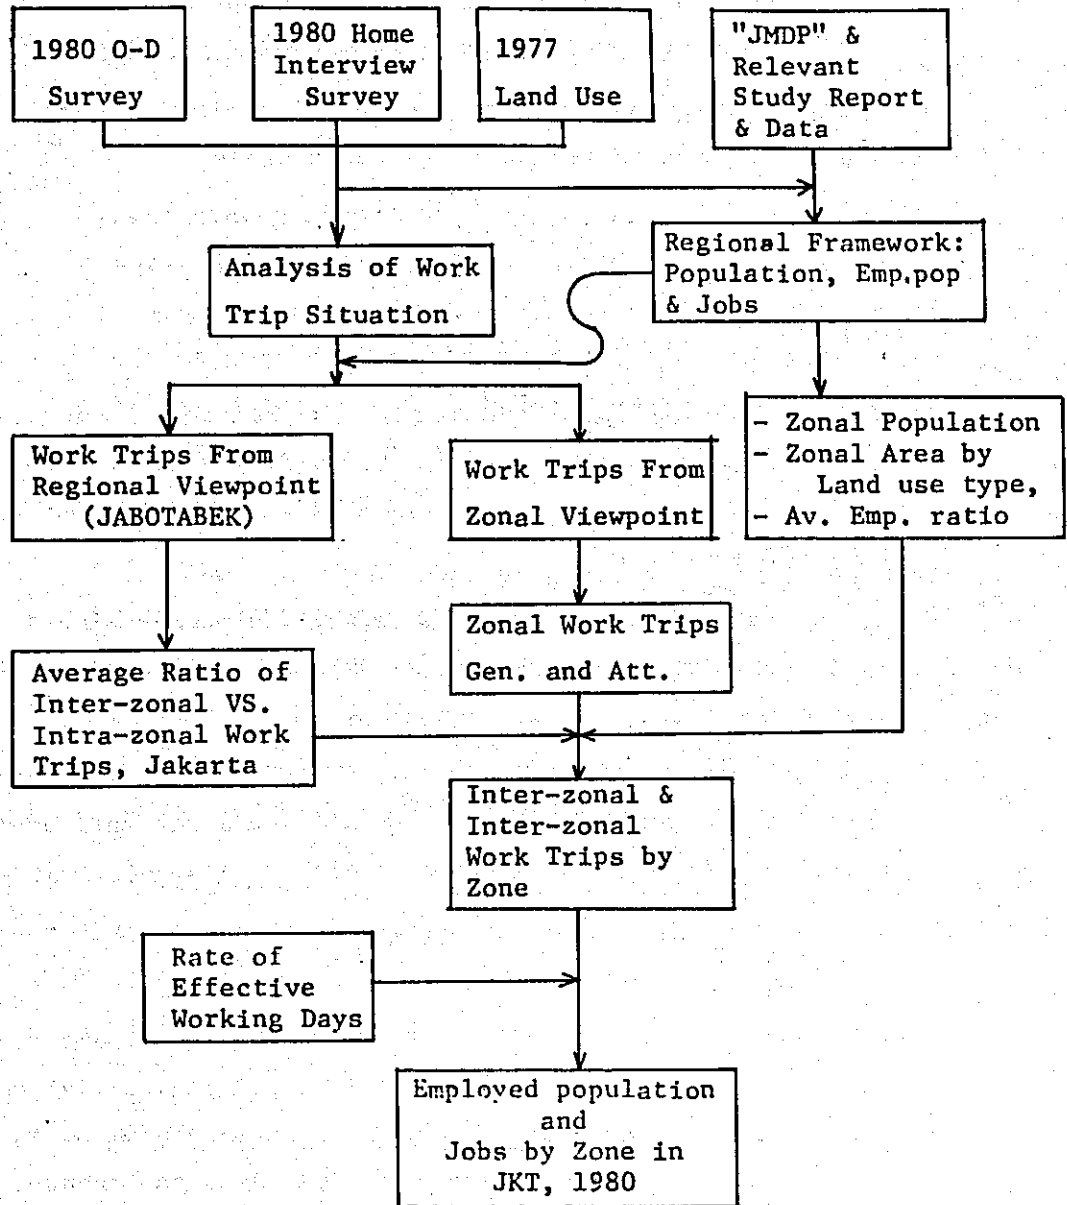 1980 O-D
Survey
1980 Home
Interview
Survey
1977
Land Use
"JMDP" &
Relevant
Study Report
& Data
Analysis of Work
Trip Situation
Regional Framework:
Population, Emp.pop
& Jobs
Work Trips From
Regional Viewpoint
(JABOTABEK)
Work Trips From
Zonal Viewpoint
- Zonal Population
- Zonal Area by
Land use type,
- Av. Emp. ratio
Zonal Work Trips
Gen. and Att.
Average Ratio of
Inter-zonal VS.
Intra-zonal Work
Trips, Jakarta
Inter-zonal &
Inter-zonal
Work Trips by
Zone
Rate of
Effective
Working Days
Employed population
and
Jobs by Zone in
JKT, 1980